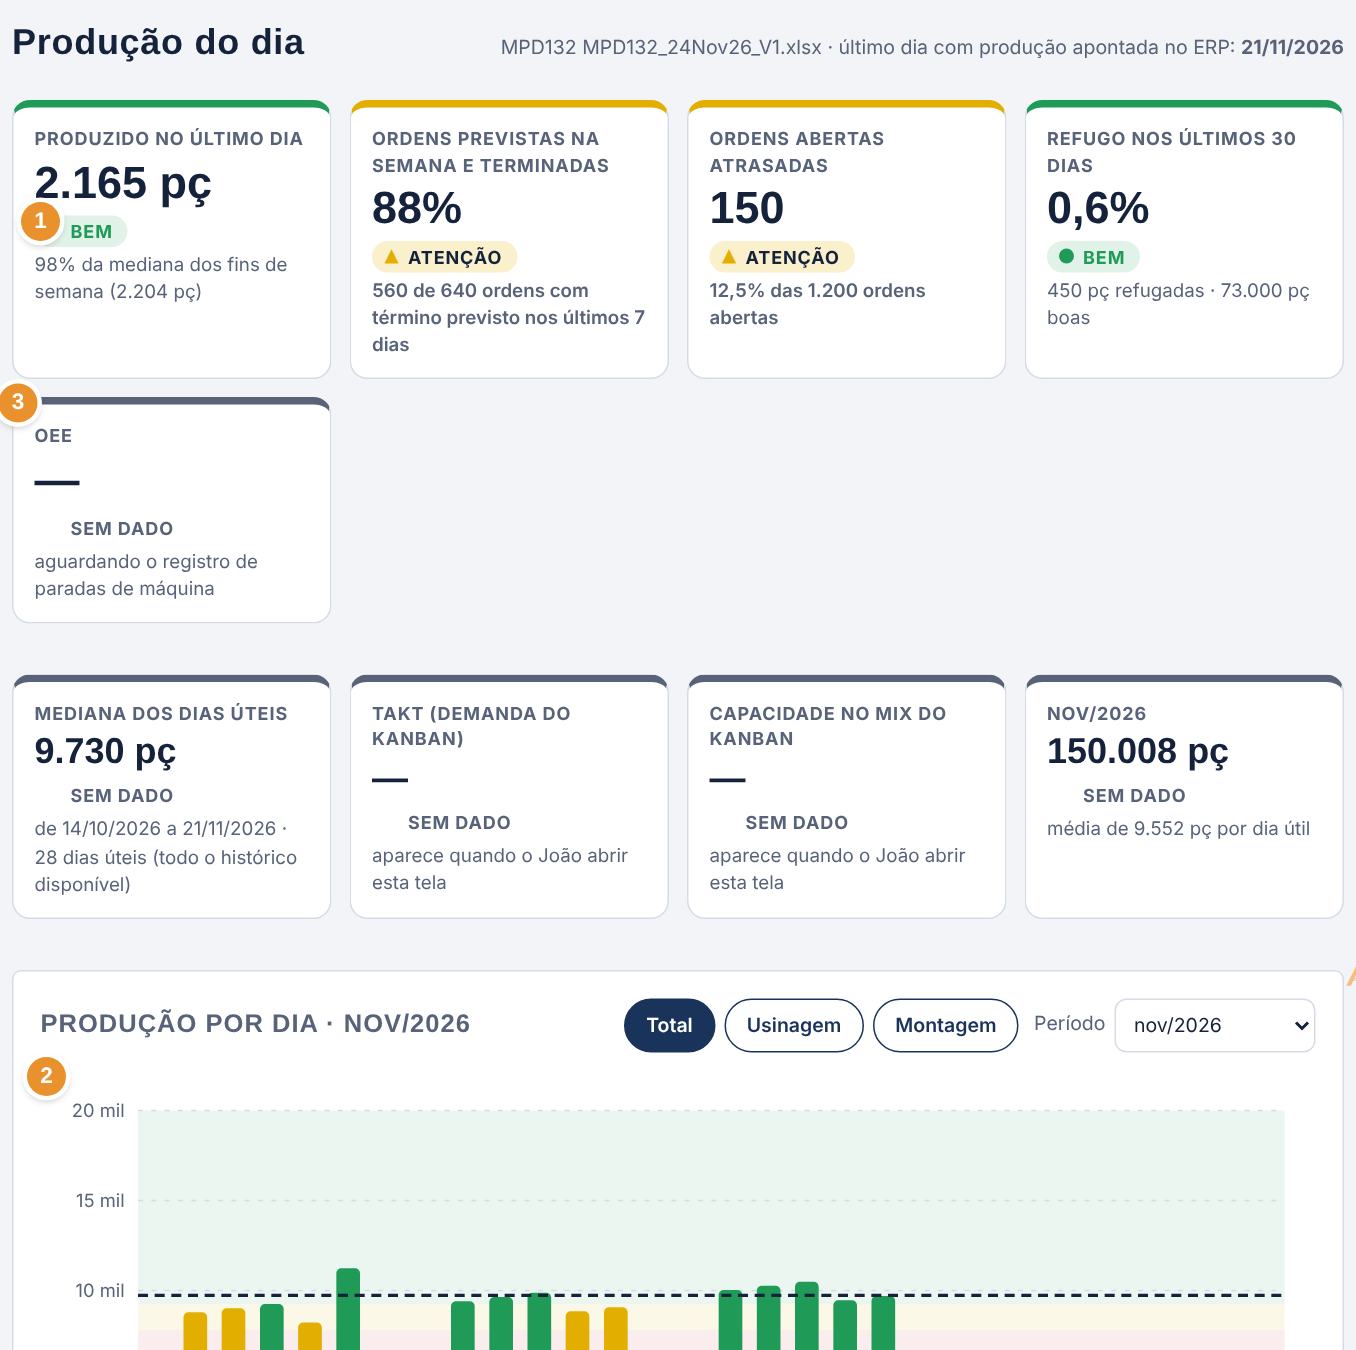 Produção do dia
MPD132 MPD132_24Nov26_V1.xlsx · último dia com produção apontada no ERP: 21/11/2026
PRODUZIDO NO ÚLTIMO DIA
2.165 pç
1
BEM
98% da mediana dos fins de
semana (2.204 pç)
ORDENS PREVISTAS NA
SEMANA E TERMINADAS
88%
ATENÇÃO
560 de 640 ordens com
término previsto nos últimos 7
dias
ORDENS ABERTAS
ATRASADAS
150
ATENÇÃO
12,5% das 1.200 ordens
abertas
REFUGO NOS ÚLTIMOS 30
DIAS
0,6%
BEM
450 pç refugadas · 73.000 pç
boas
3
OEE
—
SEM DADO
aguardando o registro de
paradas de máquina
MEDIANA DOS DIAS ÚTEIS
9.730 pç
SEM DADO
de 14/10/2026 a 21/11/2026 ·
28 dias úteis (todo o histórico
disponível)
TAKT (DEMANDA DO
KANBAN)
—
SEM DADO
aparece quando o João abrir
esta tela
CAPACIDADE NO MIX DO
KANBAN
—
SEM DADO
aparece quando o João abrir
esta tela
NOV/2026
150.008 pç
SEM DADO
média de 9.552 pç por dia útil
PRODUÇÃO POR DIA · NOV/2026
Total
Usinagem
Montagem
Período
nov/2026
2
20 mil
15 mil
10 mil